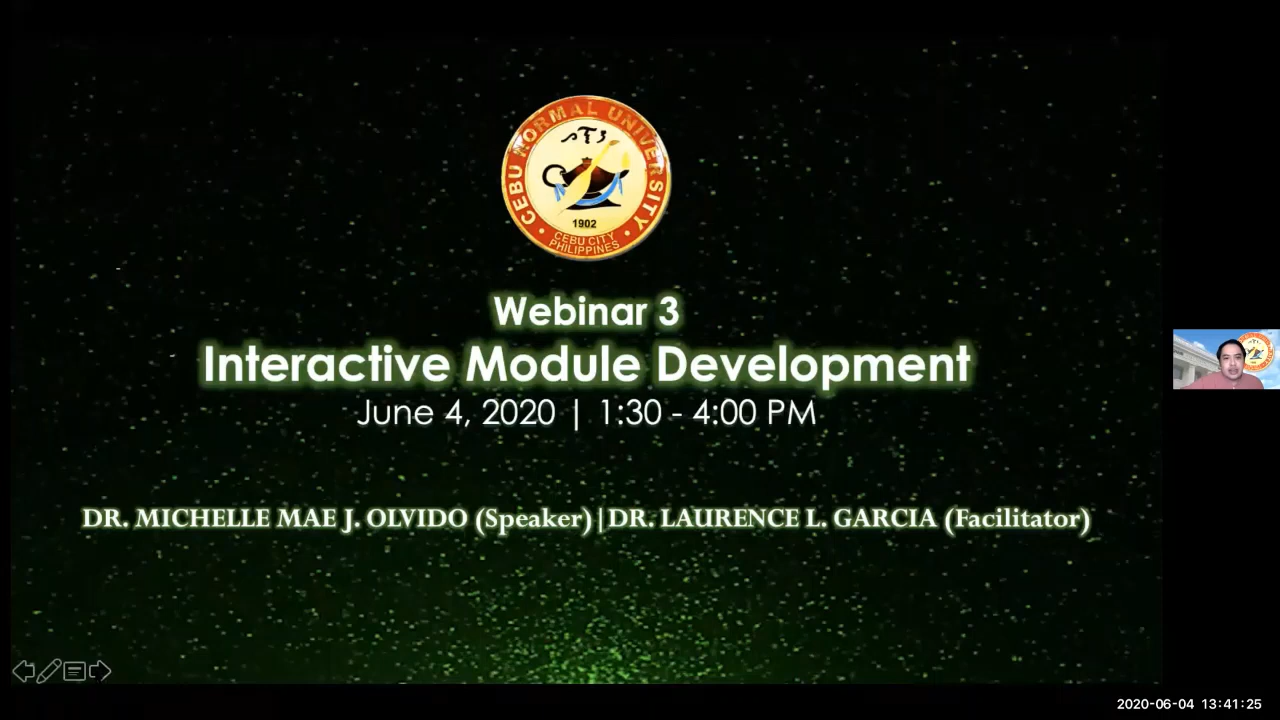 CEBU NORMAL UNIVERSITY
1902
CEBU CITY
PHILIPPINES
Webinar 3
Interactive Module Development
June 4, 2020 | 1:30 - 4:00 PM
DR. MICHELLE MAE J. OLVIDO (Speaker)|DR. LAURENCE L. GARCIA (Facilitator)
2020-06-04 13:41:25